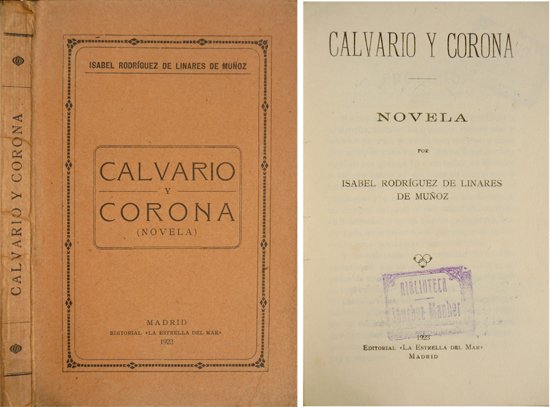 CALVARIO Y CORONA
ISABEL RODRÍGUEZ DE LINARES DE MUÑOZ
CALVARIO
Y
CORONA
(NOVELA)
MADRID
EDITORIAL «LA ESTRELLA DEL MAR»
1923
CALVARIO Y CORONA
NOVELA
POR
ISABEL RODRÍGUEZ DE LINARES
DE MUÑOZ
BIBLIOTECA
1923
EDITORIAL «LA ESTRELLA DEL MAR»
MADRID